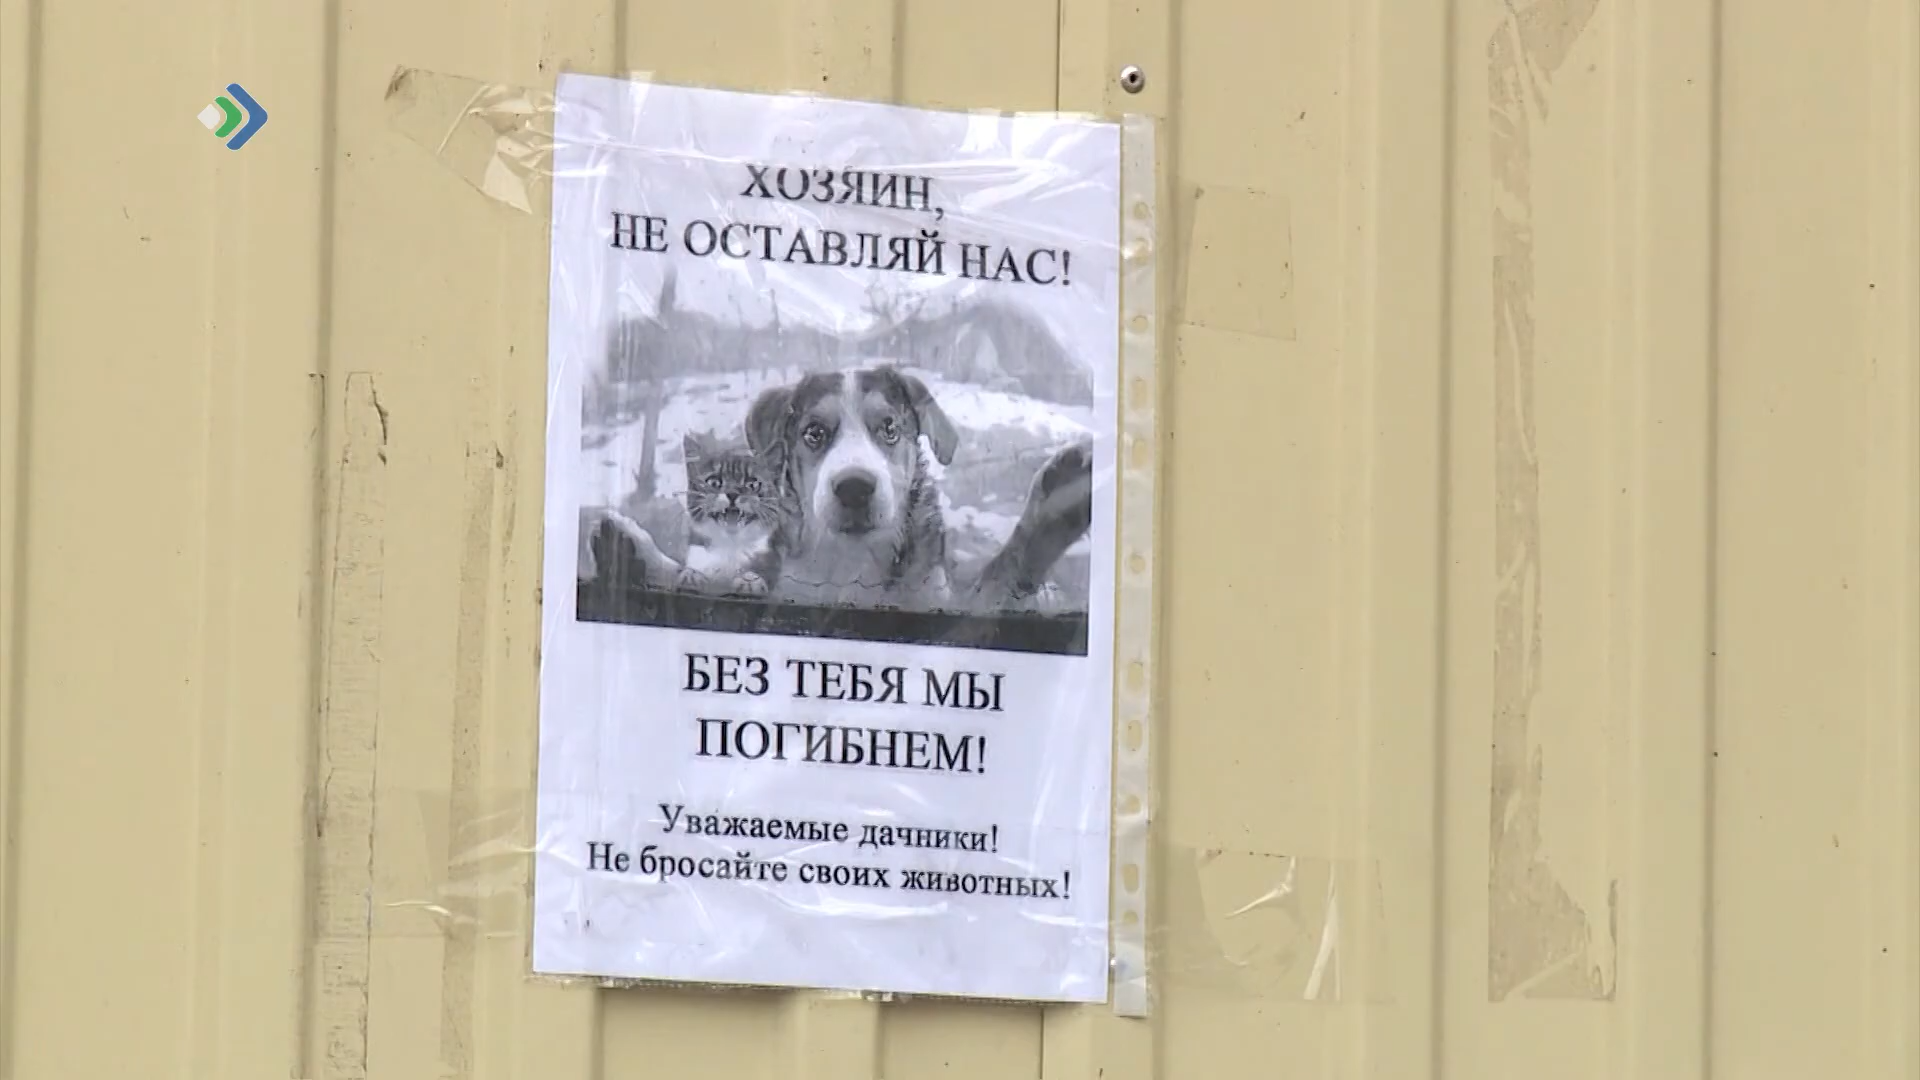 ХОЗЯИН,
НЕ ОСТАВЛЯЙ НАС!
БЕЗ ТЕБЯ МЫ
ПОГИБНЕМ!
Уважаемые дачники!
Не бросайте своих животных!